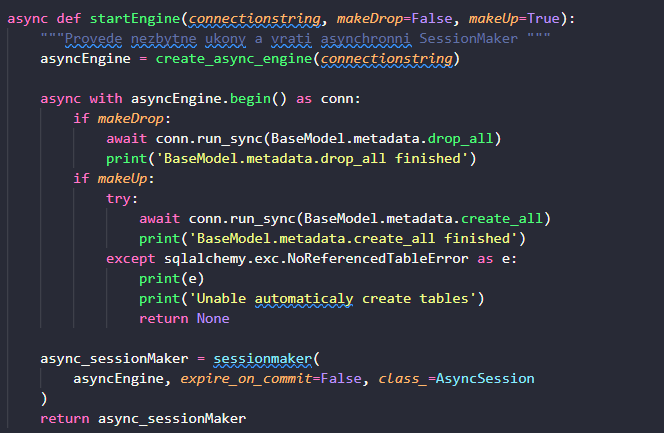 async def startEngine(connectionstring, makeDrop=False, makeUp=True):
    """Provede nezbytne ukony a vrati asynchronni SessionMaker """
    asyncEngine = create_async_engine(connectionstring)

    async with asyncEngine.begin() as conn:
        if makeDrop:
            await conn.run_sync(BaseModel.metadata.drop_all)
            print('BaseModel.metadata.drop_all finished')
        if makeUp:
            try:
                await conn.run_sync(BaseModel.metadata.create_all)
                print('BaseModel.metadata.create_all finished')
            except sqlalchemy.exc.NoReferencedTableError as e:
                print(e)
                print('Unable automaticaly create tables')
                return None

    async_sessionMaker = sessionmaker(
        asyncEngine, expire_on_commit=False, class_=AsyncSession
    )
    return async_sessionMaker